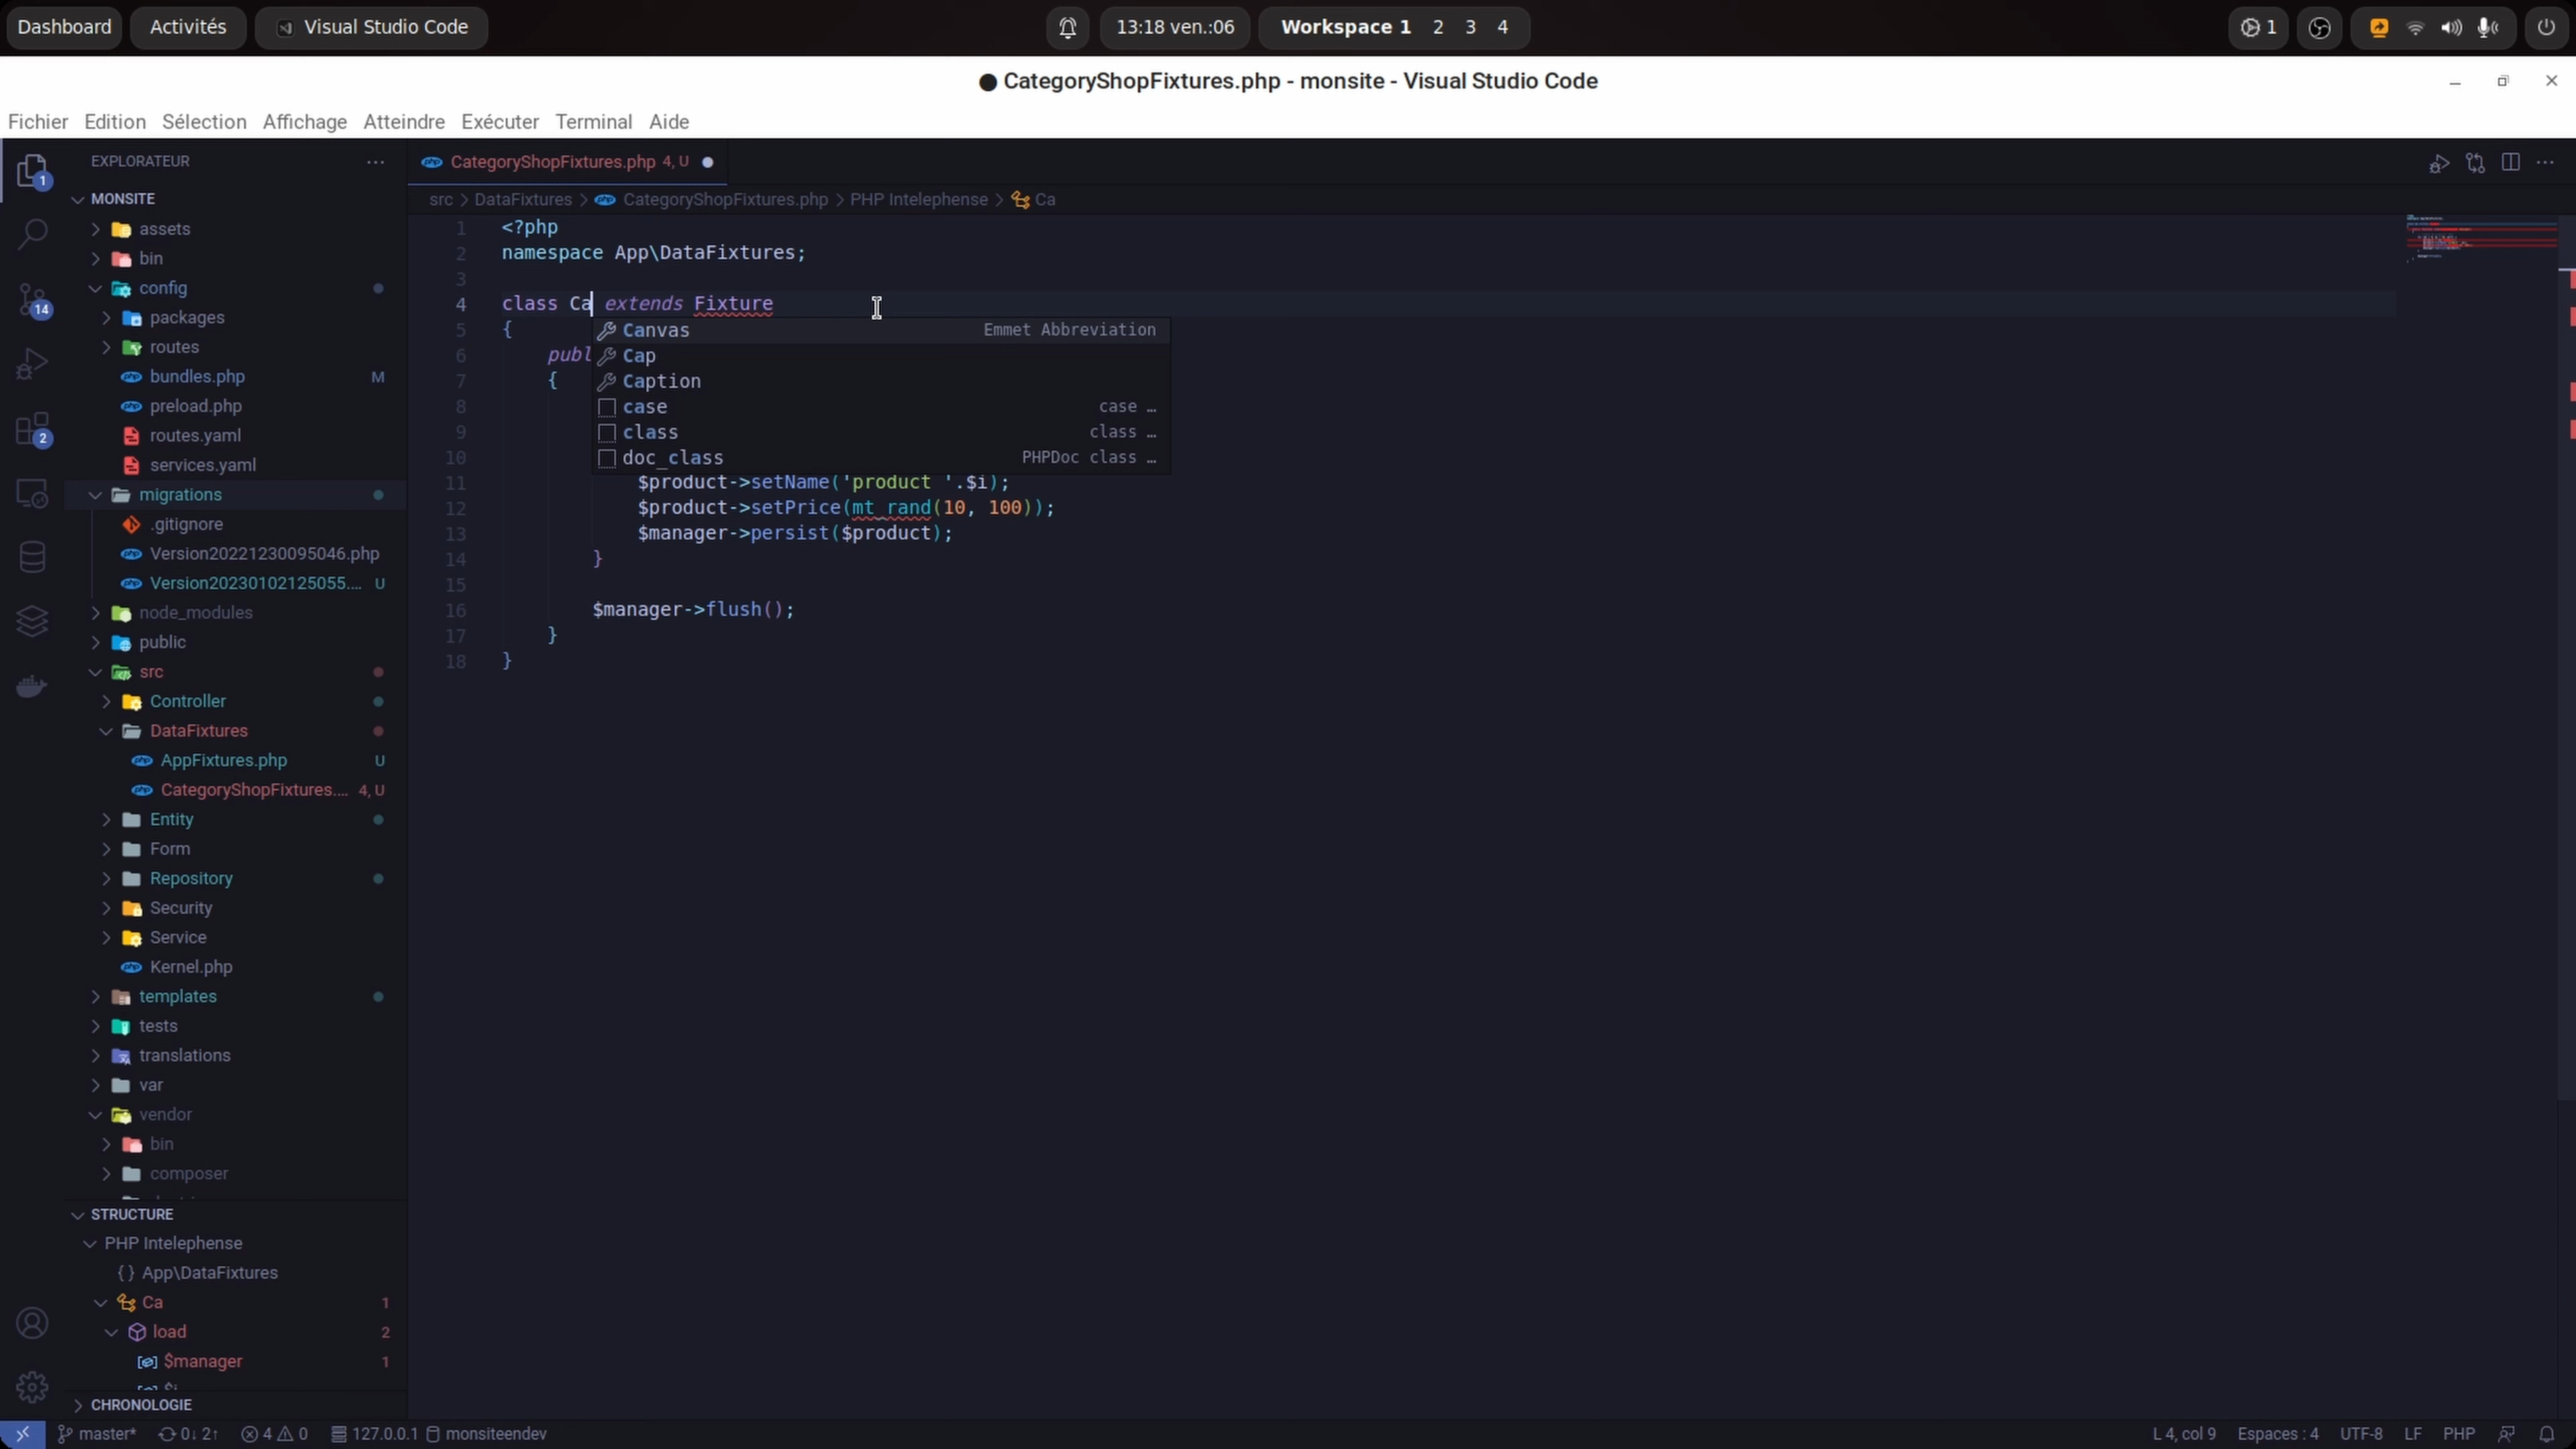 Dashboard Activités Visual Studio Code 13:18 ven.:06 Workspace 1 2 3 4 1
CategoryShopFixtures.php - monsite - Visual Studio Code
Fichier Edition Sélection Affichage Atteindre Exécuter Terminal Aide
EXPLORATEUR
MONSITE
assets
bin
config
packages
routes
bundles.php M
preload.php
routes.yaml
services.yaml
migrations
.gitignore
Version20221230095046.php
Version20230102125055.... U
node_modules
public
src
Controller
DataFixtures
AppFixtures.php U
CategoryShopFixtures.... 4, U
Entity
Form
Repository
Security
Service
Kernel.php
templates
tests
translations
var
vendor
bin
composer
STRUCTURE
PHP Intelephense
App\DataFixtures
Ca 1
load 2
$manager 1
CHRONOLOGIE
1
14
2
CategoryShopFixtures.php 4, U
src > DataFixtures > CategoryShopFixtures.php > PHP Intelephense > Ca
1 <?php
2 namespace App\DataFixtures;
3
4 class Ca extends Fixture
5 {
6 publ
7 {
8
9
10
11 $product->setName('product '.$i);
12 $product->setPrice(mt_rand(10, 100));
13 $manager->persist($product);
14 }
15
16 $manager->flush();
17 }
18 }
Canvas Emmet Abbreviation
Cap
Caption
case case …
class class …
doc_class PHPDoc class …
master* 0↓ 2↑ 4 0 127.0.0.1 monsiteendev L 4, col 9 Espaces : 4 UTF-8 LF PHP